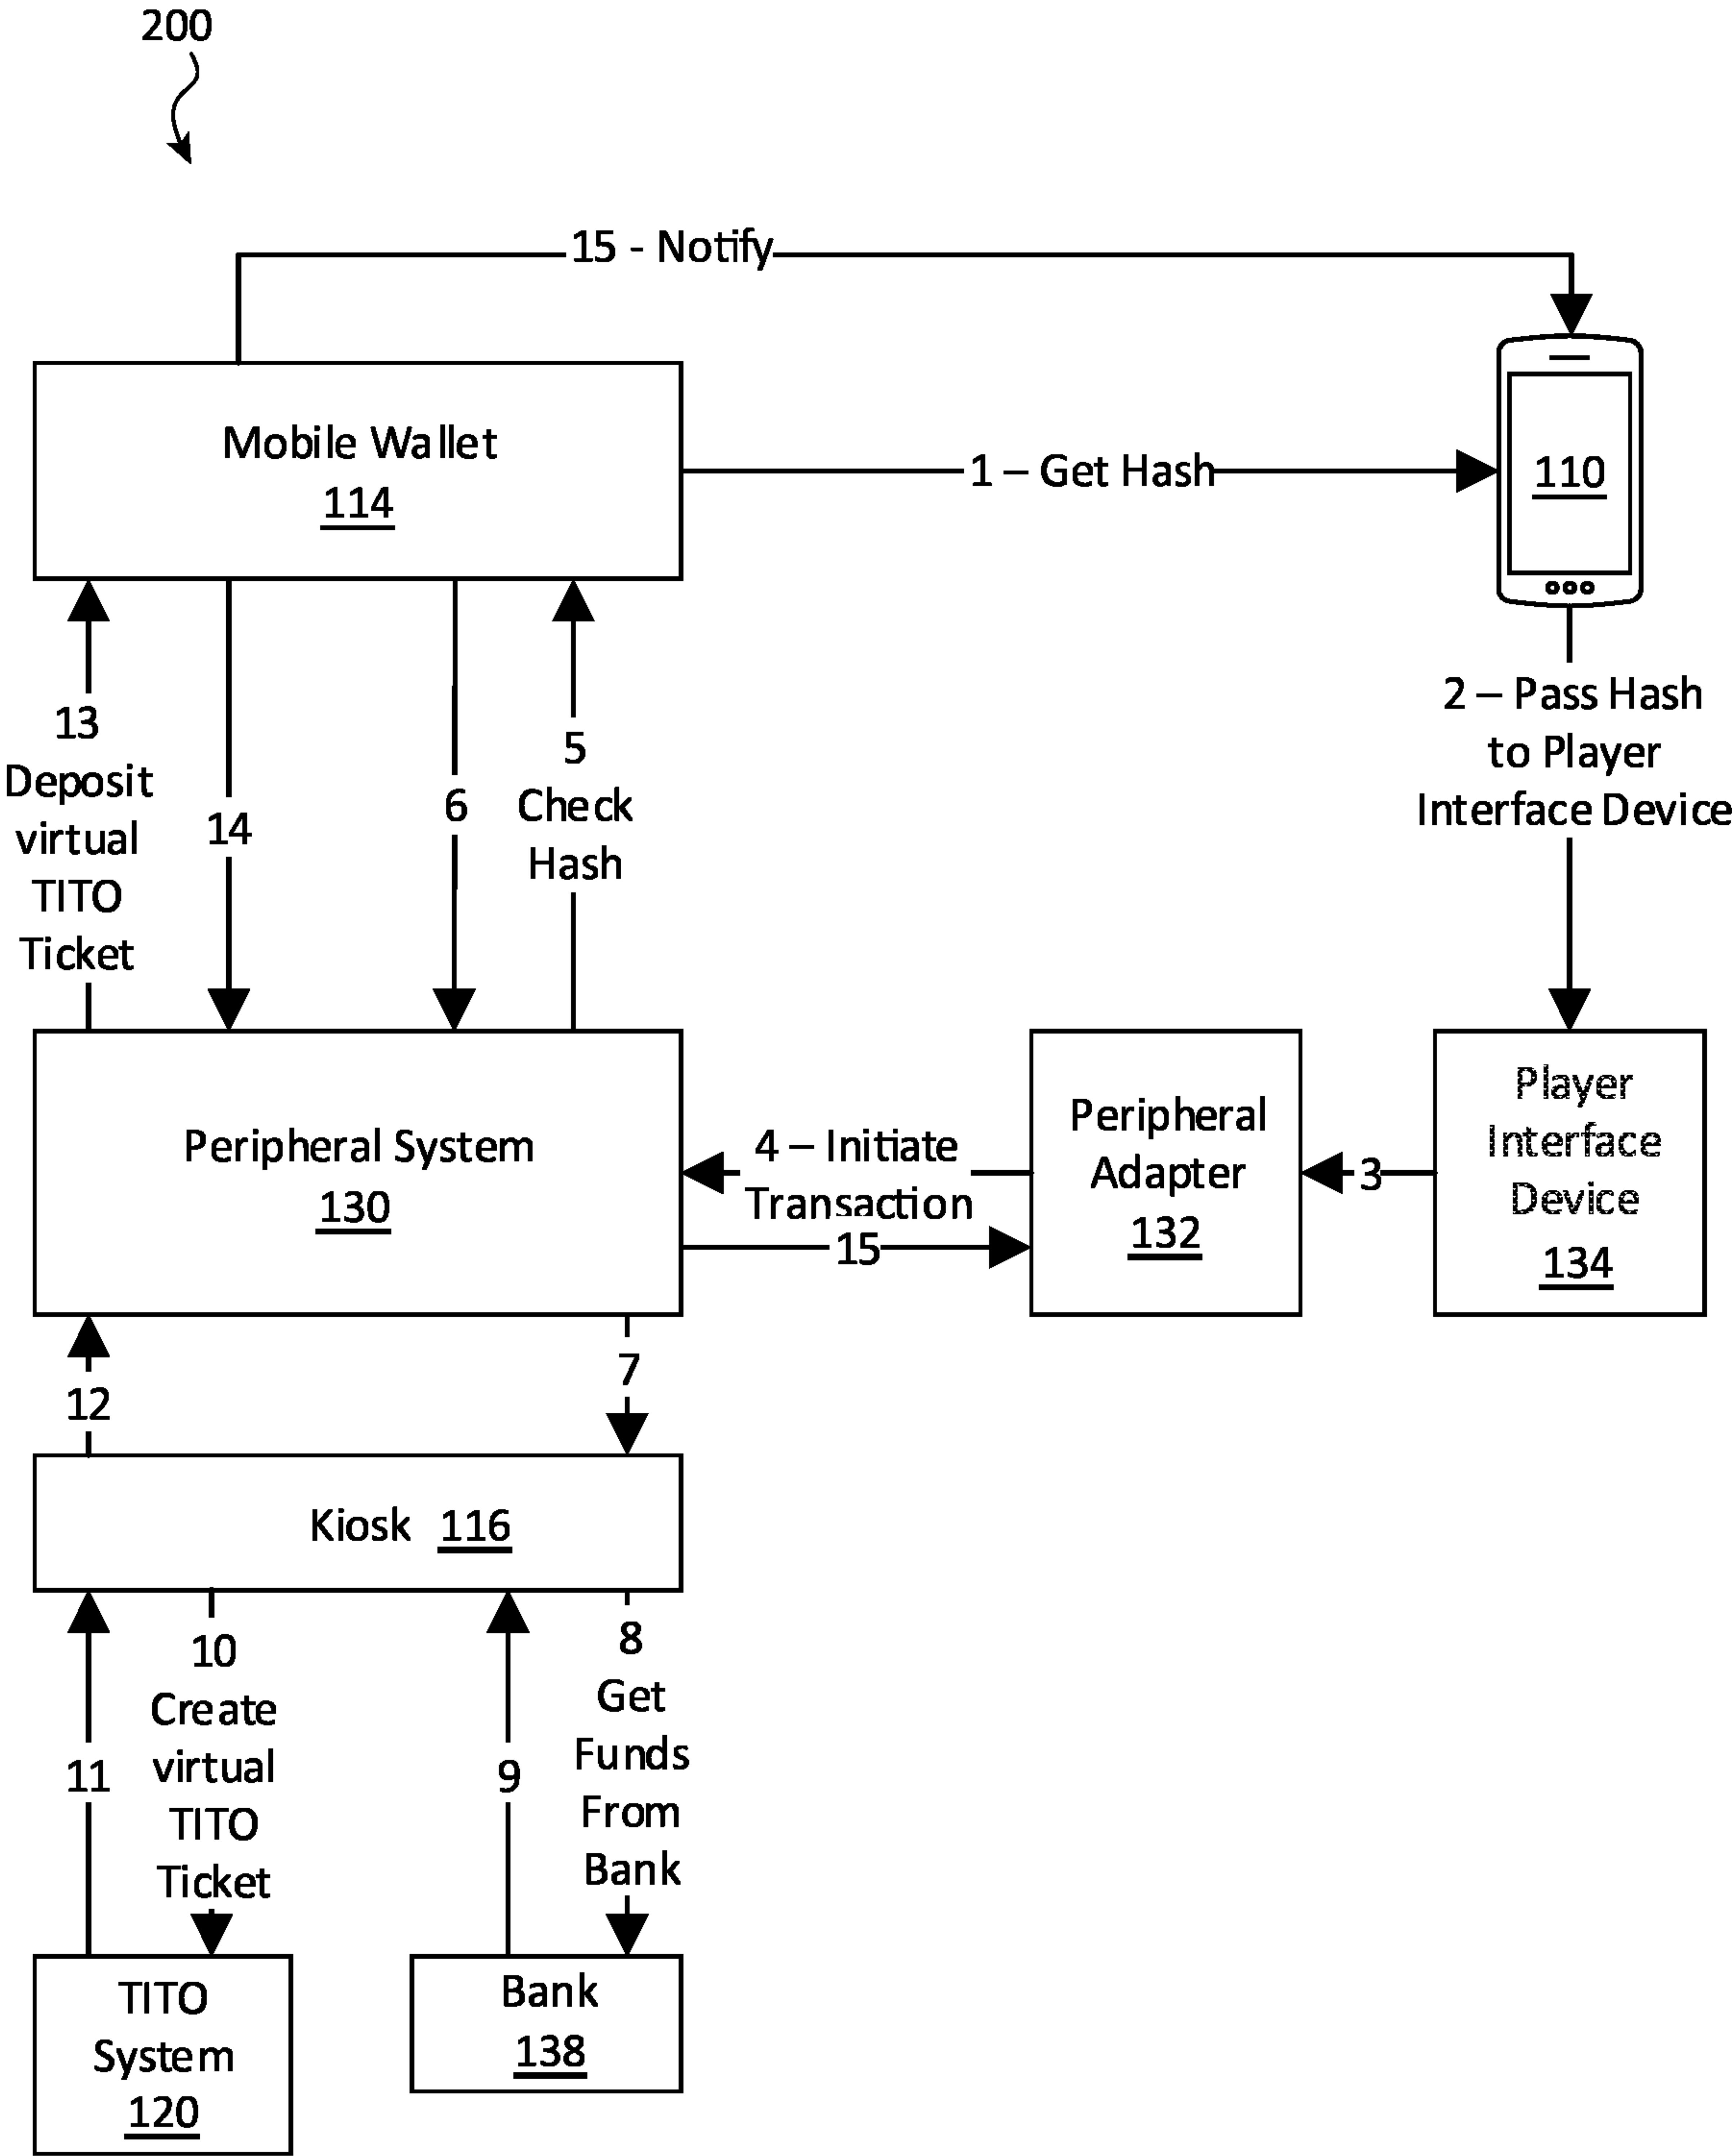 200
15 - Notify
Mobile Wallet
114
1 – Get Hash
110
2 – Pass Hash
to Player
Interface Device
13
Deposit
virtual
TITO
Ticket
14
6
5
Check
Hash
Peripheral System
130
4 – Initiate
Transaction
15
Peripheral
Adapter
132
3
Player
Interface
Device
134
12
7
Kiosk 116
11
10
Create
virtual
TITO
Ticket
9
8
Get
Funds
From
Bank
TITO
System
120
Bank
138